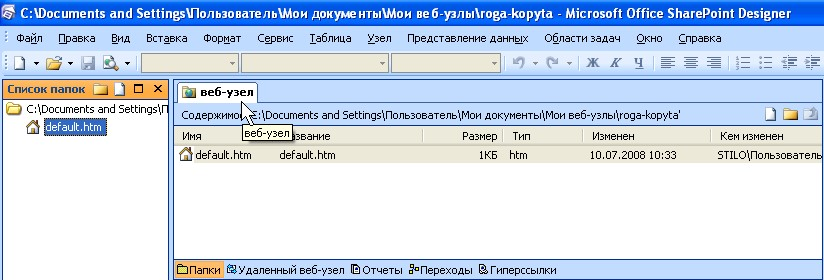 C:\Documents and Settings\Пользователь\Мои документы\Мои веб-узлы\roga-kopyta - Microsoft Office SharePoint Designer
Файл Правка Вид Вставка Формат Сервис Таблица Узел Представление данных Области задач Окно Справка
Ж К Ч
Список папок
C:\Documents and Settings\П
default.htm
веб-узел
C:\Documents and Settings\Пользователь\Мои документы\Мои веб-узлы\roga-kopyta'
веб-узел
Имя Размер Тип Изменен Кем изменен
default.htm default.htm 1КБ htm 10.07.2008 10:33 STILO\Пользователь
Папки Удаленный веб-узел Отчеты Переходы Гиперссылки